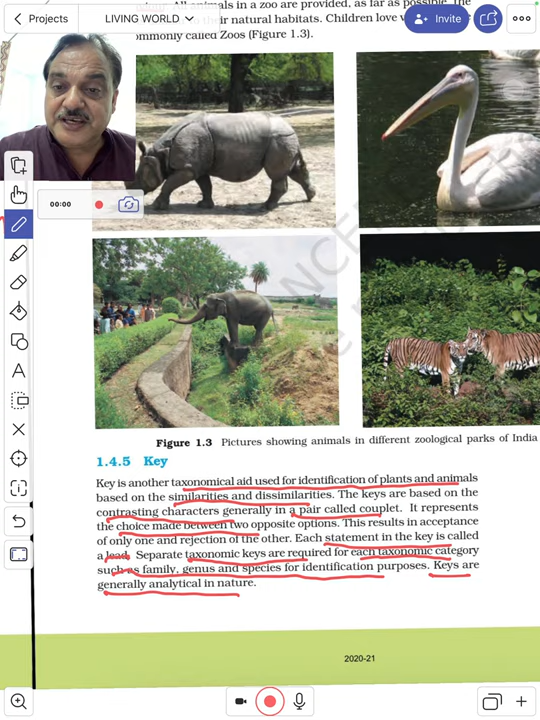 Projects
LIVING WORLD
Invite
All animals in a zoo are provided, as far as possible, the
their natural habitats. Children love
ommonly called Zoos (Figure 1.3).
00:00
Figure 1.3 Pictures showing animals in different zoological parks of India
1.4.5 Key
Key is another taxonomical aid used for identification of plants and animals
based on the similarities and dissimilarities. The keys are based on the
contrasting characters generally in a pair called couplet. It represents
the choice made between two opposite options. This results in acceptance
of only one and rejection of the other. Each statement in the key is called
a lead. Separate taxonomic keys are required for each taxonomic category
such as family, genus and species for identification purposes. Keys are
generally analytical in nature.
2020-21